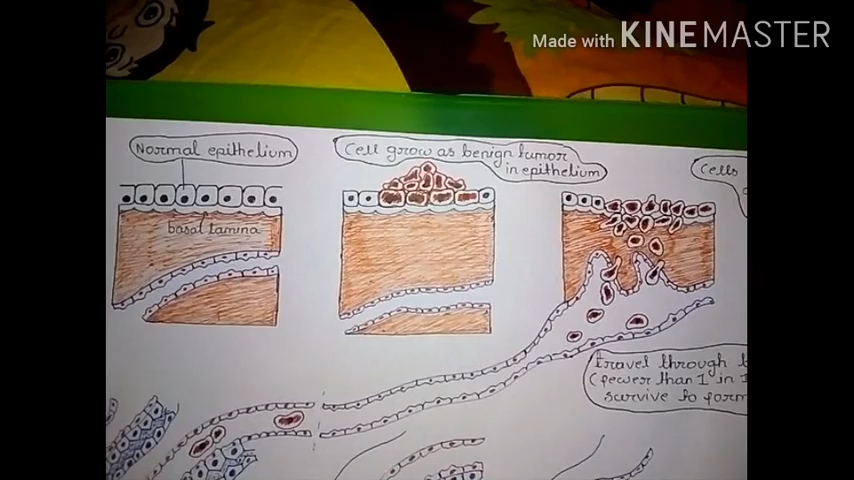 Made with KINEMASTER
Normal epithelium
Cell grow as benign tumor
in epithelium
Cells
basal lamina
travel through
(fewer than 1 in
survive to form